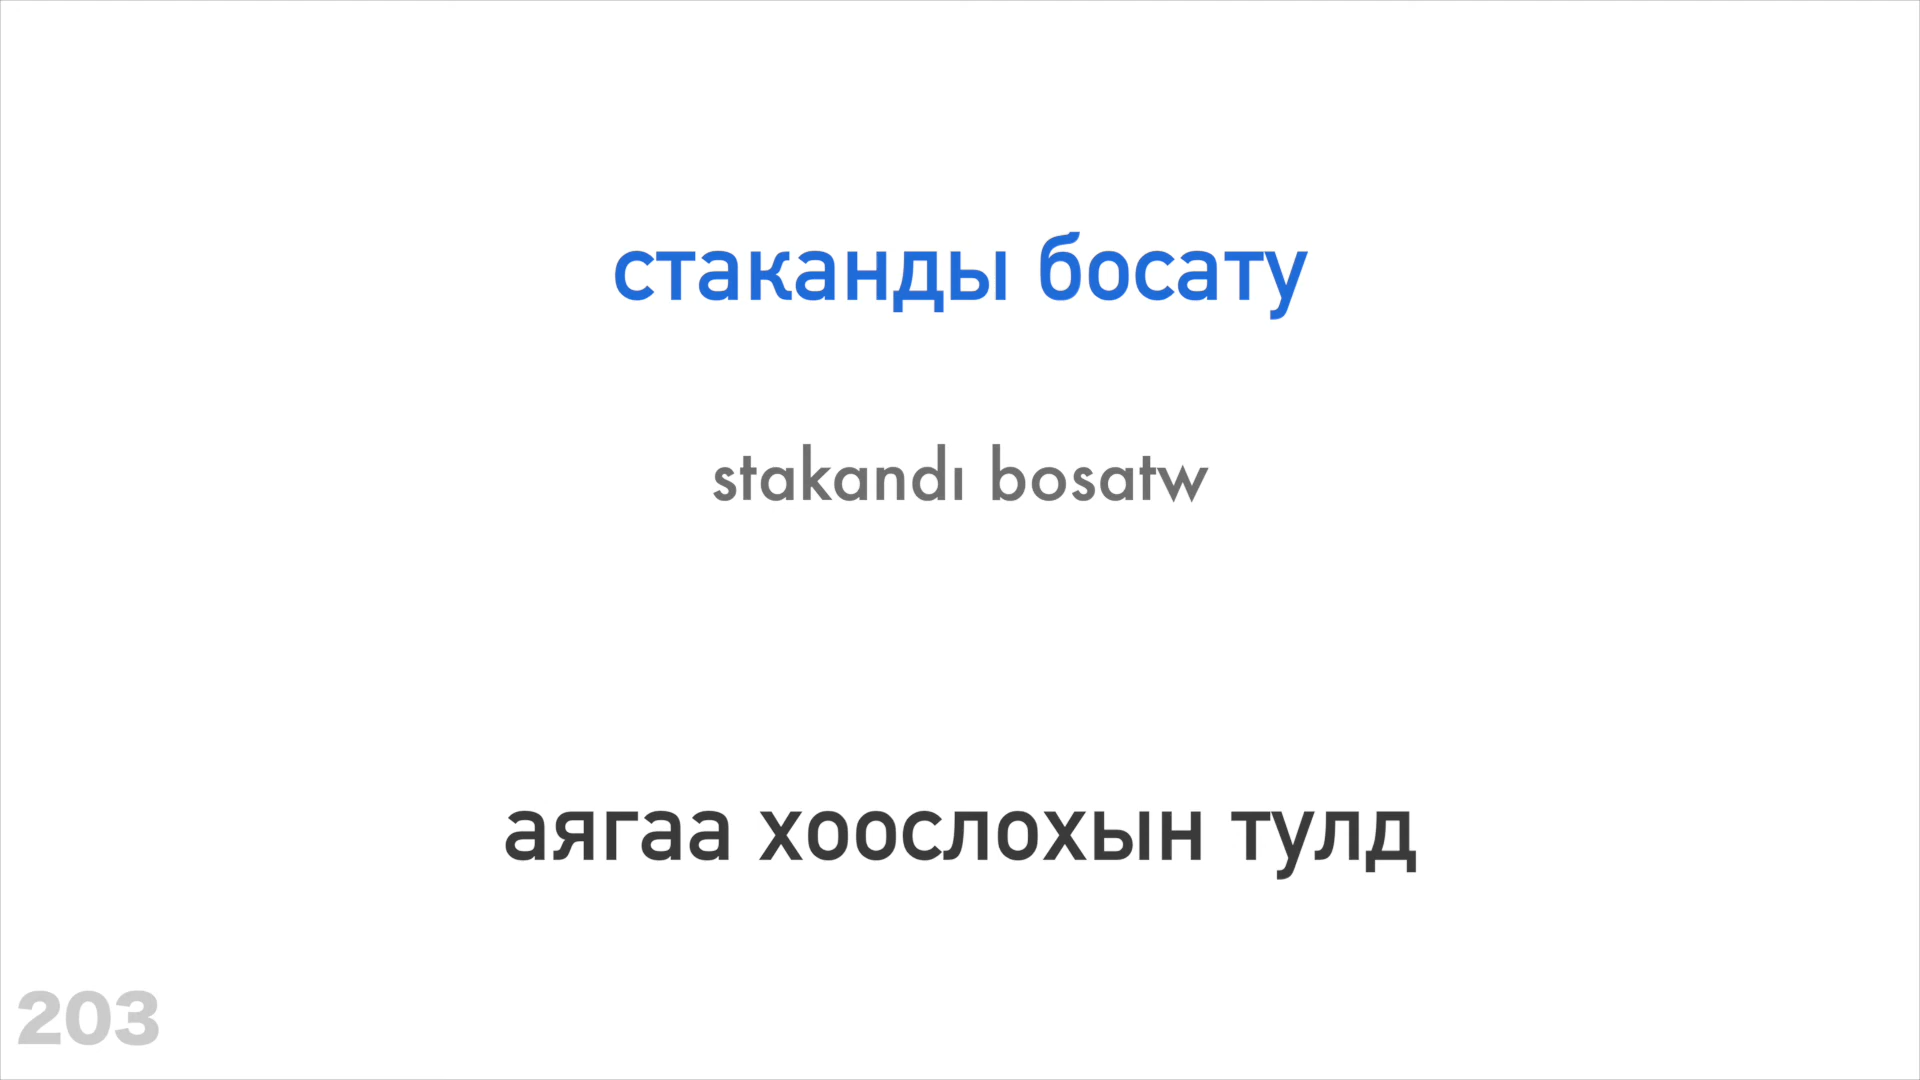 стаканды босату
stakandı bosatw
аягаа хоослохын тулд
203